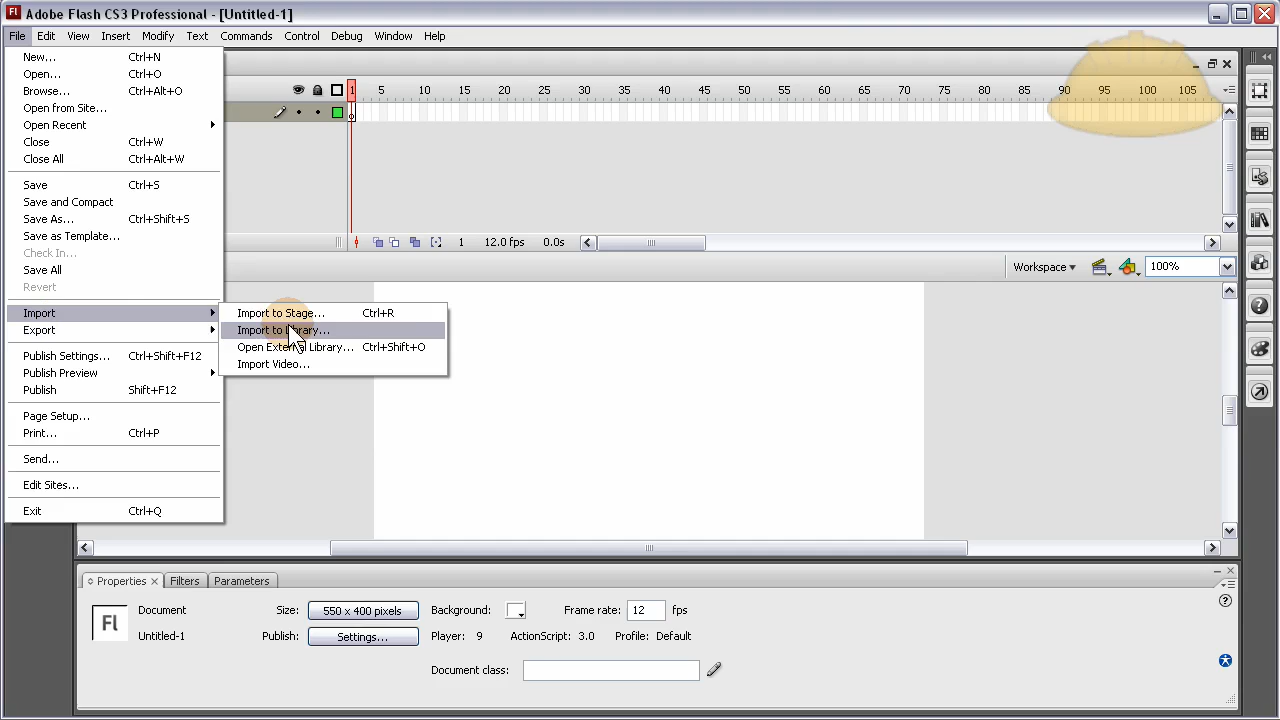 Adobe Flash CS3 Professional - [Untitled-1]
File Edit View Insert Modify Text Commands Control Debug Window Help
New... Ctrl+N
Open... Ctrl+O
Browse... Ctrl+Alt+O
Open from Site...
Open Recent
Close Ctrl+W
Close All Ctrl+Alt+W
Save Ctrl+S
Save and Compact
Save As... Ctrl+Shift+S
Save as Template...
Check In...
Save All
Revert
Import
Export
Publish Settings... Ctrl+Shift+F12
Publish Preview
Publish Shift+F12
Page Setup...
Print... Ctrl+P
Send...
Edit Sites...
Exit Ctrl+Q
Import to Stage... Ctrl+R
Import to Library...
Open External Library... Ctrl+Shift+O
Import Video...
1 5 10 15 20 25 30 35 40 45 50 55 60 65 70 75 80 85 90 95 100 105
1 12.0 fps 0.0s
Workspace 100%
Properties Filters Parameters
Fl Document Size: 550 x 400 pixels Background: Frame rate: 12 fps
Untitled-1 Publish: Settings... Player: 9 ActionScript: 3.0 Profile: Default
Document class: